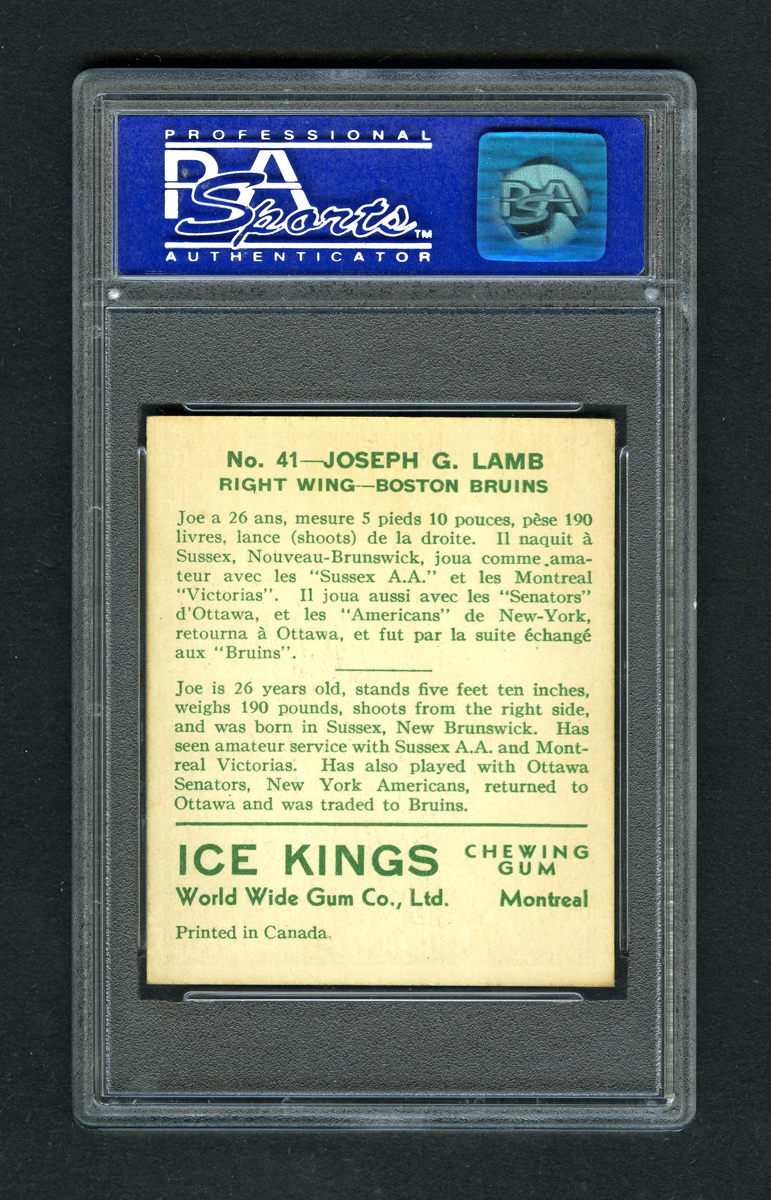 PROFESSIONAL
PSA
Sports™
AUTHENTICATOR
PSA
No. 41—JOSEPH G. LAMB
RIGHT WING—BOSTON BRUINS
Joe a 26 ans, mesure 5 pieds 10 pouces, pèse 190
livres, lance (shoots) de la droite. Il naquit à
Sussex, Nouveau-Brunswick, joua comme ama-
teur avec les "Sussex A.A." et les Montreal
"Victorias". Il joua aussi avec les "Senators"
d'Ottawa, et les "Americans" de New-York,
retourna à Ottawa, et fut par la suite échangé
aux "Bruins".
Joe is 26 years old, stands five feet ten inches,
weighs 190 pounds, shoots from the right side,
and was born in Sussex, New Brunswick. Has
seen amateur service with Sussex A.A. and Mont-
real Victorias. Has also played with Ottawa
Senators, New York Americans, returned to
Ottawa and was traded to Bruins.
ICE KINGS CHEWING
GUM
World Wide Gum Co., Ltd. Montreal
Printed in Canada.